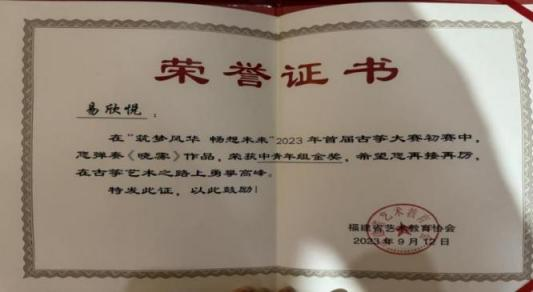 荣誉证书
易欣悦：
在“筑梦风华 畅想未来”2023年首届古筝大赛初赛中，
您弹奏《晓雾》作品，荣获中青年组金奖，希望您再接再厉，
在古筝艺术之路上勇攀高峰。
特发此证，以此鼓励！
福建省艺术教育协会
2023年9月12日